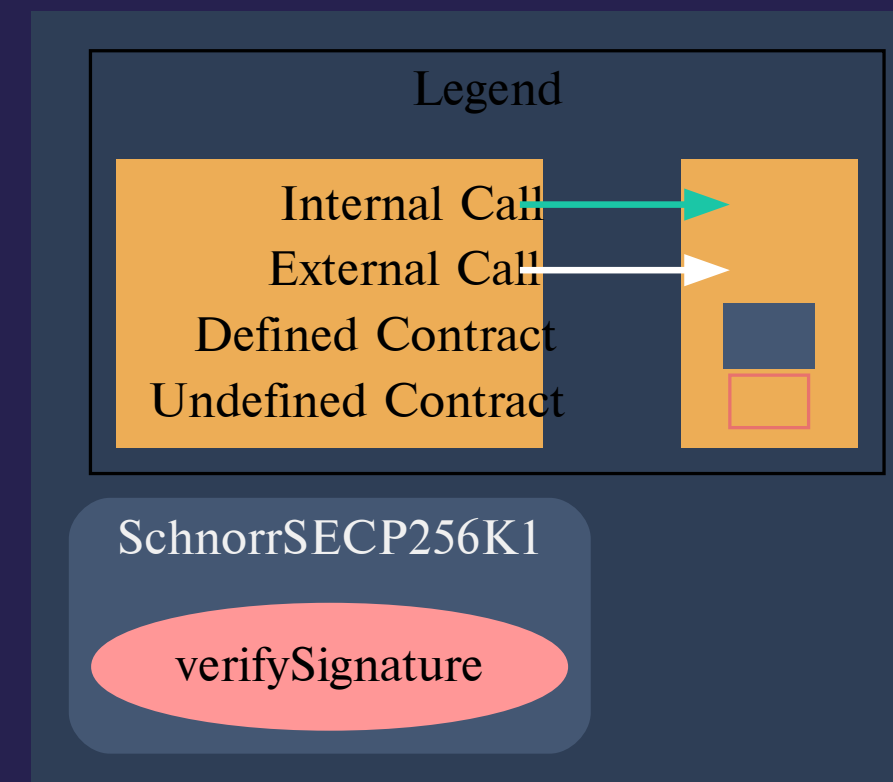 Legend
Internal Call
External Call
Defined Contract
Undefined Contract
SchnorrSECP256K1
verifySignature